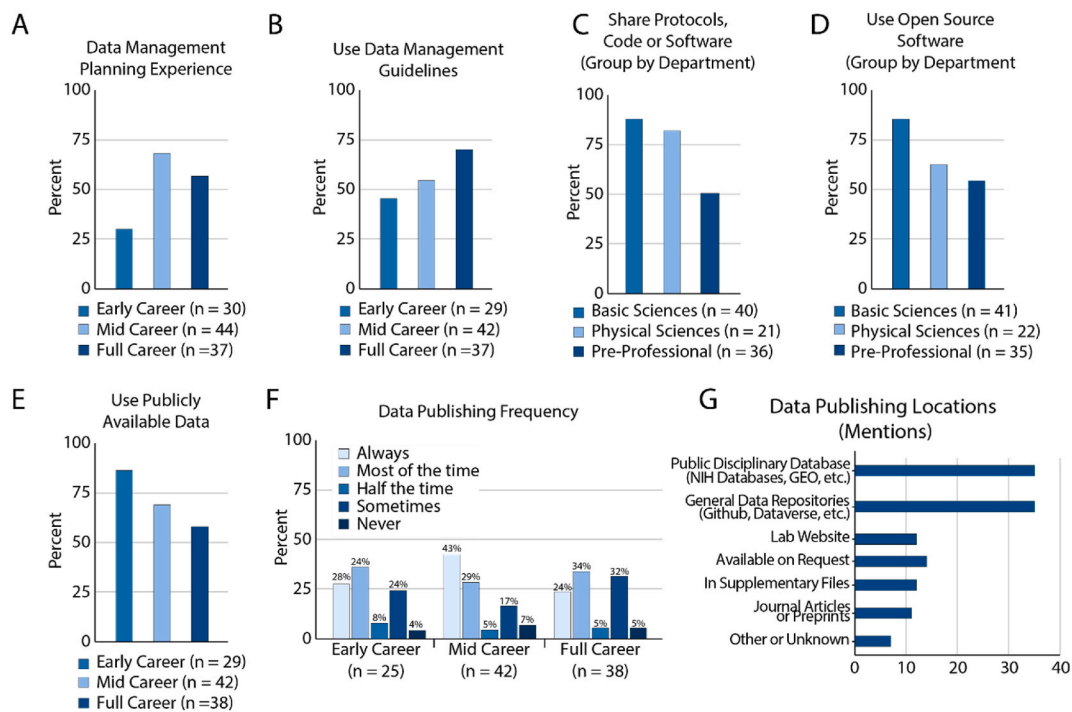 A
Data Management
Planning Experience
100
75
50
25
0
Percent
Early Career (n = 30)
Mid Career (n = 44)
Full Career (n =37)
B
Use Data Management
Guidelines
100
75
50
25
0
Percent
Early Career (n = 29)
Mid Career (n = 42)
Full Career (n =37)
C
Share Protocols,
Code or Software
(Group by Department)
100
75
50
25
0
Percent
Basic Sciences (n = 40)
Physical Sciences (n = 21)
Pre-Professional (n = 36)
D
Use Open Source
Software
(Group by Department
100
75
50
25
0
Percent
Basic Sciences (n = 41)
Physical Sciences (n = 22)
Pre-Professional (n = 35)
E
Use Publicly
Available Data
100
75
50
25
0
Percent
Early Career (n = 29)
Mid Career (n = 42)
Full Career (n =38)
F
Data Publishing Frequency
100
75
50
25
0
Percent
Always
Most of the time
Half the time
Sometimes
Never
28%
24%
8%
24%
4%
43%
29%
5%
17%
7%
24%
34%
5%
32%
5%
Early Career
(n = 25)
Mid Career
(n = 42)
Full Career
(n = 38)
G
Data Publishing Locations
(Mentions)
Public Disciplinary Database
(NIH Databases, GEO, etc.)
General Data Repositories
(Github, Dataverse, etc.)
Lab Website
Available on Request
In Supplementary Files
Journal Articles
or Preprints
Other or Unknown
0
10
20
30
40